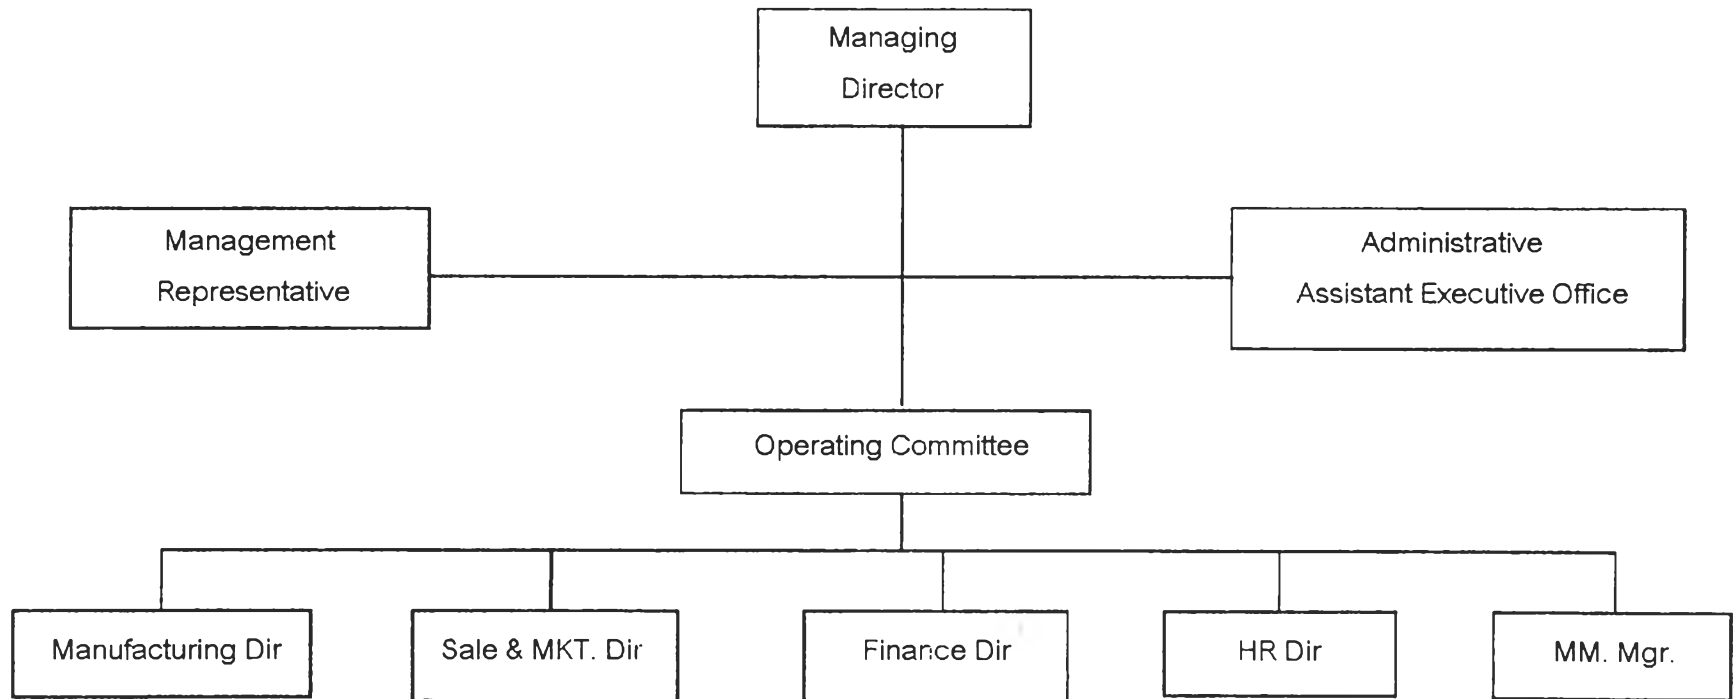 Managing
Director
Management
Representative
Administrative
Assistant Executive Office
Operating Committee
Manufacturing Dir
Sale & MKT. Dir
Finance Dir
HR Dir
MM. Mgr.